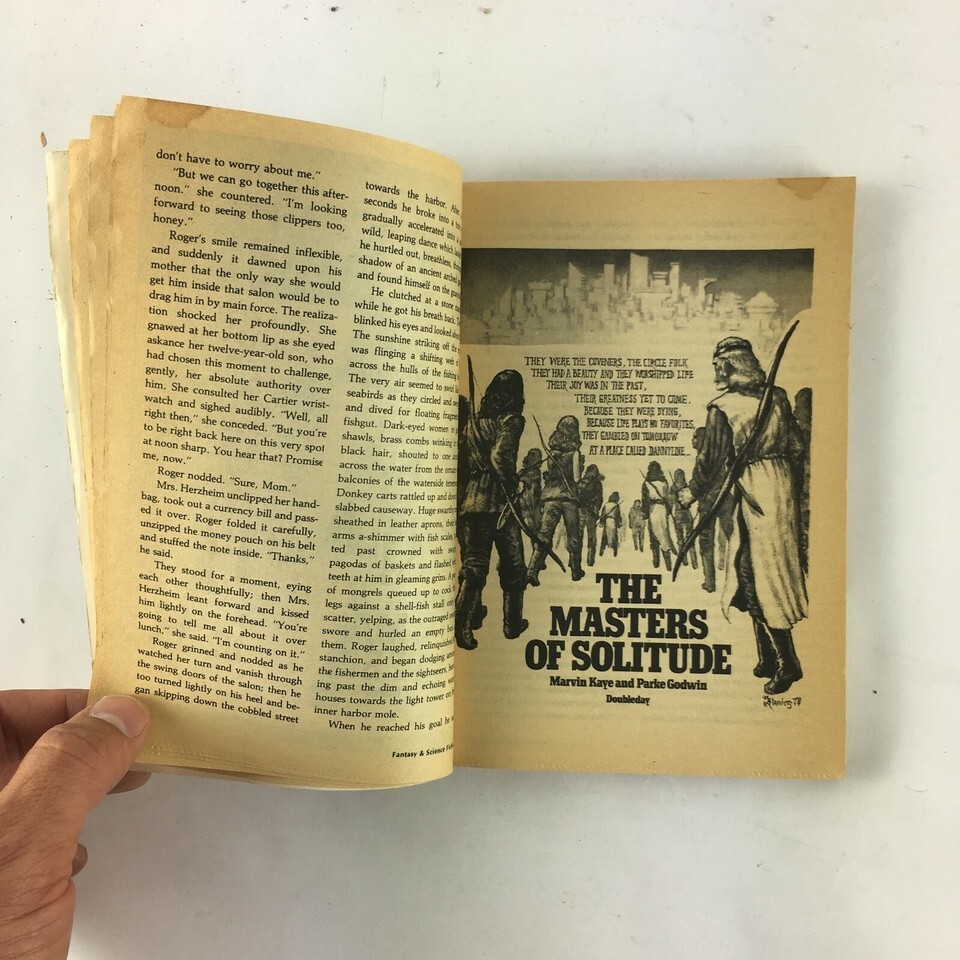 don't have to worry about me."
"But we can go together this after-
noon." she countered. "I'm looking
forward to seeing those clippers too,
honey."
Roger's smile remained inflexible,
and suddenly it dawned upon his
mother that the only way she would
get him inside that salon would be to
drag him in by main force. The realiza-
tion shocked her profoundly. She
gnawed at her bottom lip as she eyed
askance her twelve-year-old son, who
had chosen this moment to challenge,
gently, her absolute authority over
him. She consulted her Cartier wrist-
watch and sighed audibly. "Well, all
right then," she conceded. "But you're
to be right back here on this very spot
at noon sharp. You hear that? Promise
me, now."
Roger nodded. "Sure, Mom."
Mrs. Herzheim unclipped her hand-
bag, took out a currency bill and pass-
ed it over. Roger folded it carefully,
unzipped the money pouch on his belt
and stuffed the note inside. "Thanks,"
he said.
They stood for a moment, eying
each other thoughtfully; then Mrs.
Herzheim leant forward and kissed
him lightly on the forehead. "You're
going to tell me all about it over
lunch," she said. "I'm counting on it."
Roger grinned and nodded as he
watched her turn and vanish through
the swing doors of the salon; then he
too turned lightly on his heel and be-
gan skipping down the cobbled street
towards the harbor. After
seconds he broke into a
gradually accelerated into a
wild, leaping dance which
he hurtled out, breathless,
shadow of an ancient arched
and found himself on the
He clutched at a stone
while he got his breath back.
blinked his eyes and looked
The sunshine striking off the
was flinging a shifting web of
across the hulls of the fishing
The very air seemed to swirl
seabirds as they circled and
and dived for floating
fishgut. Dark-eyed women in
shawls, brass combs winking in
black hair, shouted to one
across the water from the
balconies of the waterside
Donkey carts rattled up and down
slabbed causeway. Huge
sheathed in leather aprons,
arms a-shimmer with fish
ted past crowned with
pagodas of baskets and flashed
teeth at him in gleaming grins. A
of mongrels queued up to cock
legs against a shell-fish stall
scatter, yelping, as the outraged
swore and hurled an empty
them. Roger laughed, relinquished
stanchion, and began dodging
the fishermen and the sightseers,
ing past the dim and echoing
houses towards the light tower on
inner harbor mole.
When he reached his goal he
Fantasy & Science
THEY WERE THE COVENERS, THE CIRCLE FOLK
THEY HAD A BEAUTY AND THEY WORSHIPPED LIFE
THEIR JOY WAS IN THE PAST,
THEIR GREATNESS YET TO COME.
BECAUSE THEY WERE DYING,
BECAUSE LIFE PLAYS NO FAVORITES,
THEY GAMBLED ON TOMORROW
AT A PLACE CALLED DANNYLINE...
THE
MASTERS
OF SOLITUDE
Marvin Kaye and Parke Godwin
Doubleday